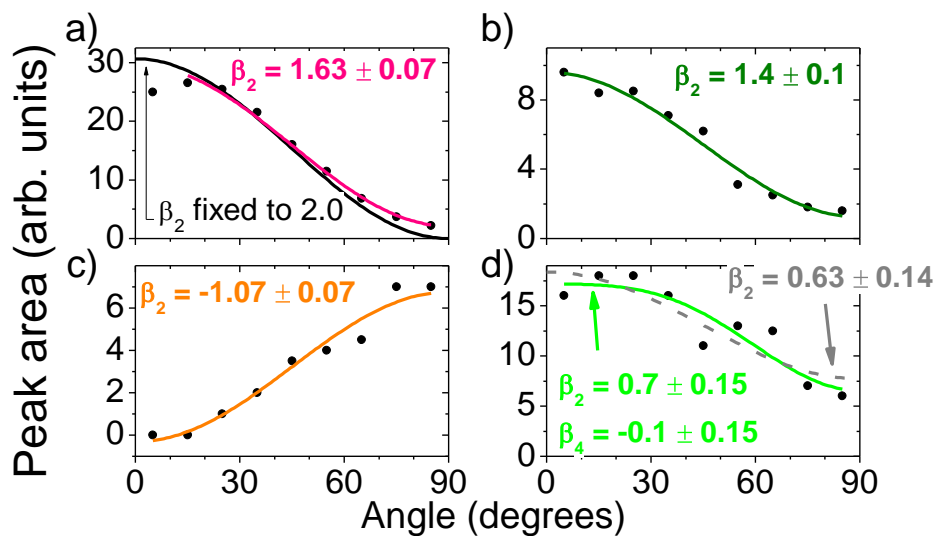 a)
b)
30
20
10
0
β₂ = 1.63 ± 0.07
β₂ fixed to 2.0
8
4
0
β₂ = 1.4 ± 0.1
c)
d)
6
4
2
0
β₂ = -1.07 ± 0.07
15
10
5
0
β₂ = 0.63 ± 0.14
β₂ = 0.7 ± 0.15
β₄ = -0.1 ± 0.15
0 30 60 90
0 30 60 90
Peak area (arb. units)
Angle (degrees)